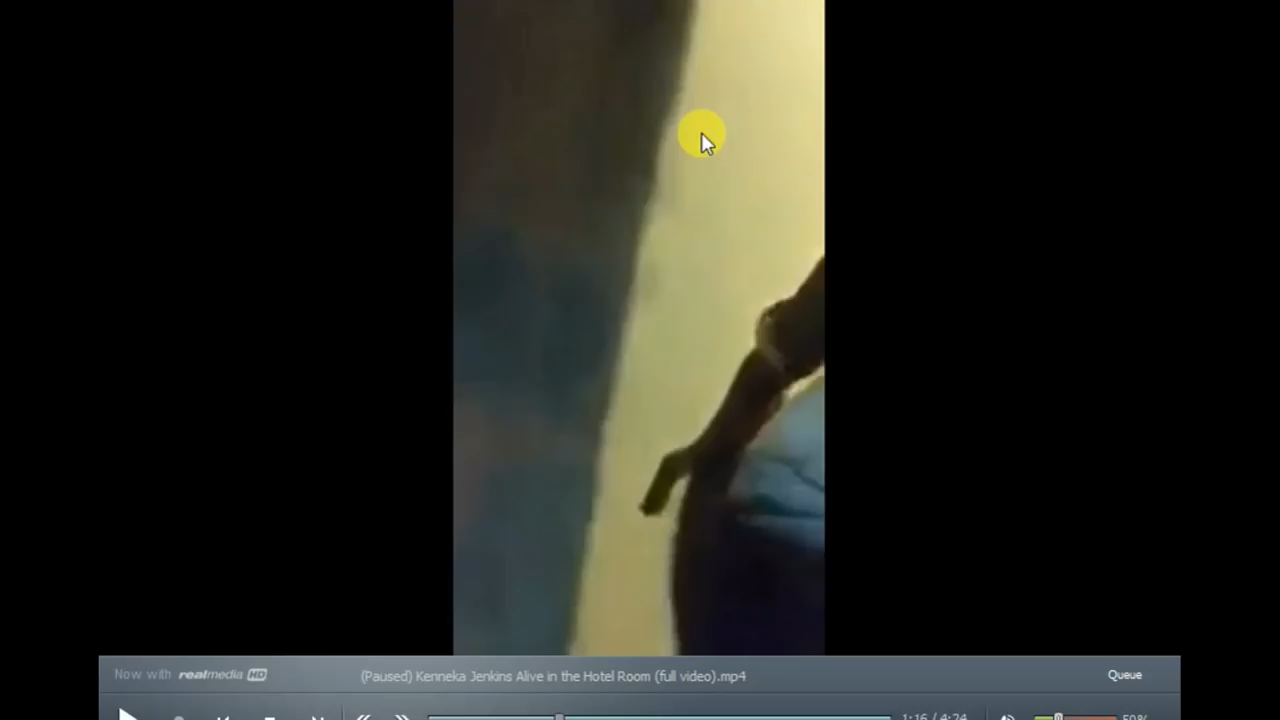 Now with realmedia HD
(Paused) Kenneka Jenkins Alive in the Hotel Room (full video).mp4
Queue
1:16 / 4:24
50%